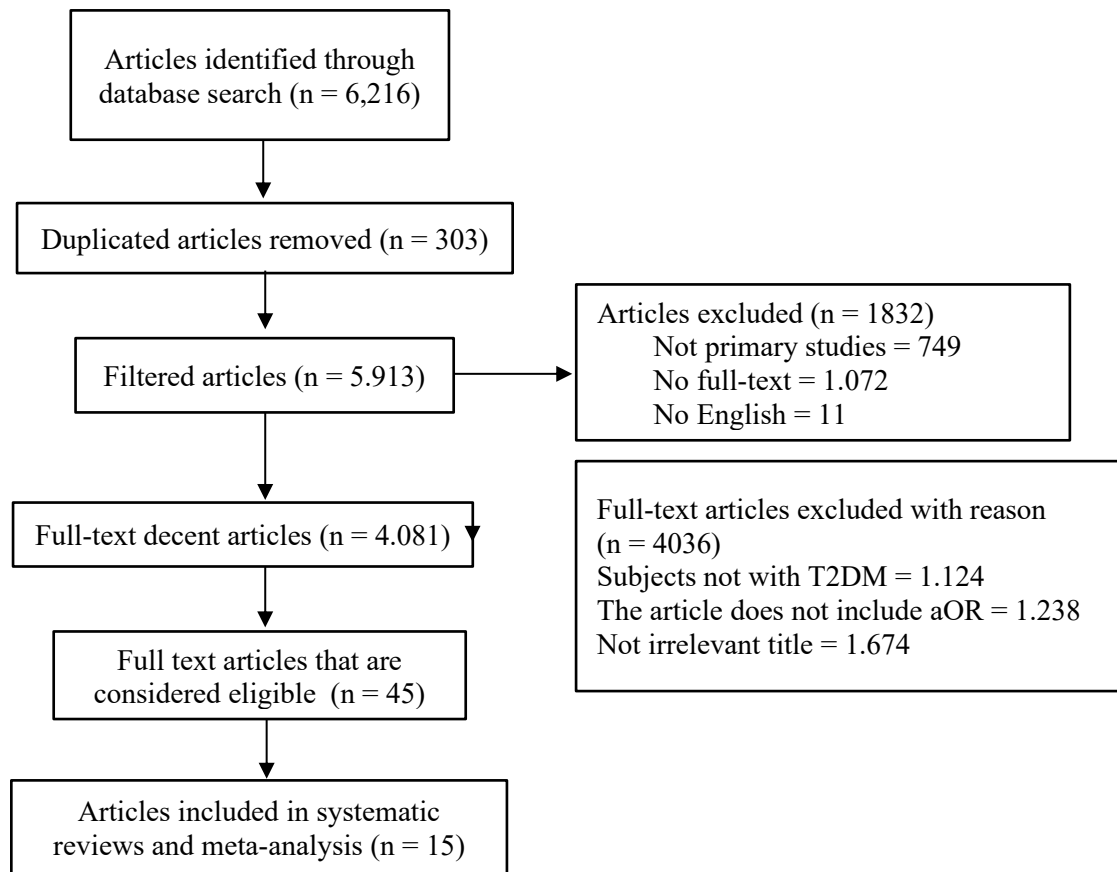 Articles identified through
database search (n = 6,216)
Duplicated articles removed (n = 303)
Filtered articles (n = 5.913)
Articles excluded (n = 1832)
Not primary studies = 749
No full-text = 1.072
No English = 11
Full-text decent articles (n = 4.081)
Full-text articles excluded with reason
(n = 4036)
Subjects not with T2DM = 1.124
The article does not include aOR = 1.238
Not irrelevant title = 1.674
Full text articles that are
considered eligible (n = 45)
Articles included in systematic
reviews and meta-analysis (n = 15)